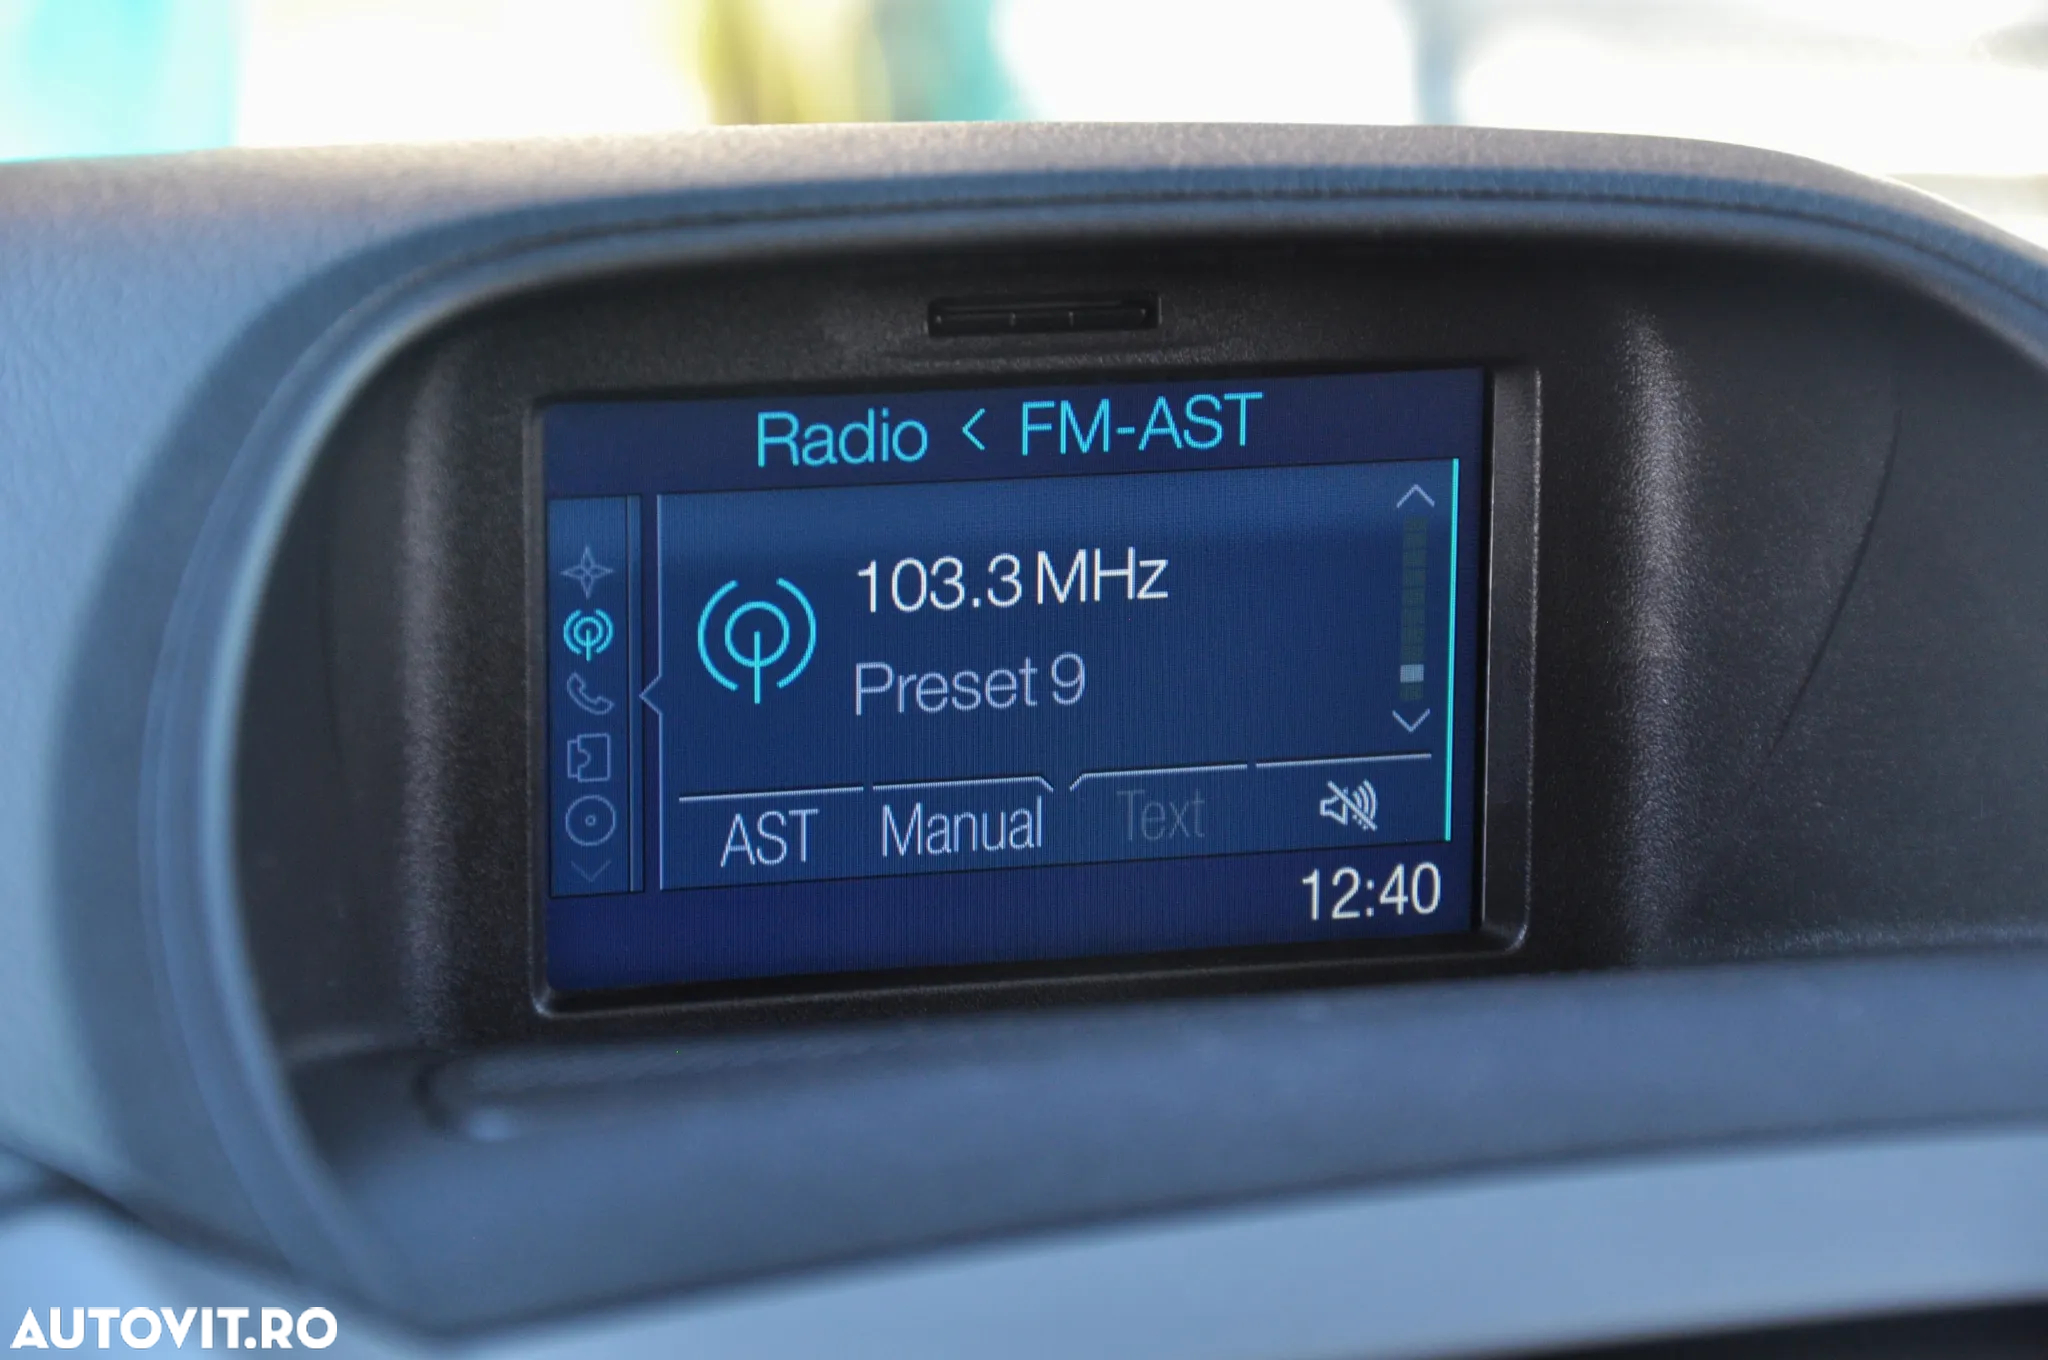 Radio < FM-AST
103.3 MHz
Preset 9
AST Manual Text
12:40
AUTOVIT.RO